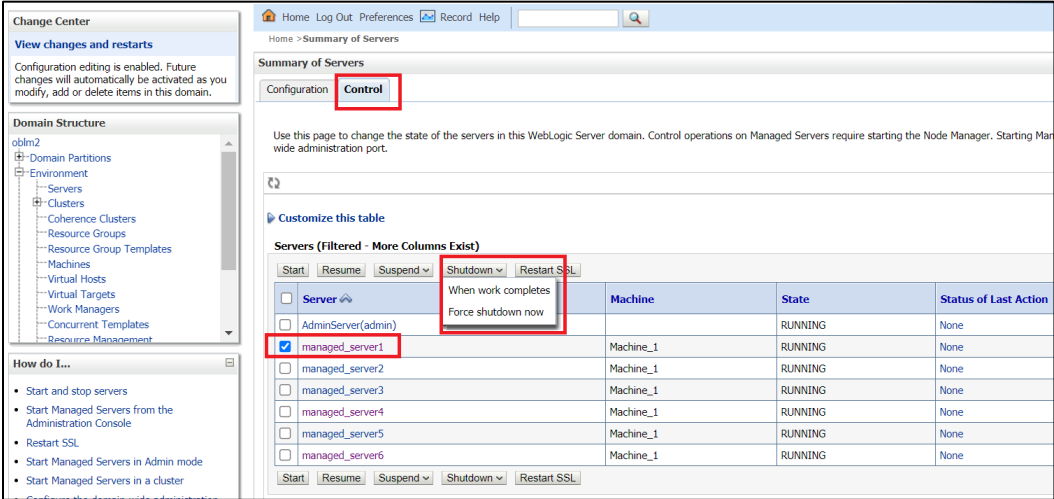 Change Center
View changes and restarts
Configuration editing is enabled. Future
changes will automatically be activated as you
modify, add or delete items in this domain.
Domain Structure
oblm2
Domain Partitions
Environment
Servers
Clusters
Coherence Clusters
Resource Groups
Resource Group Templates
Machines
Virtual Hosts
Virtual Targets
Work Managers
Concurrent Templates
Resource Management
How do I...
Start and stop servers
Start Managed Servers from the
Administration Console
Restart SSL
Start Managed Servers in Admin mode
Start Managed Servers in a cluster
Configure the domain-wide administration
Home Log Out Preferences Record Help
Home >Summary of Servers
Summary of Servers
Configuration Control
Use this page to change the state of the servers in this WebLogic Server domain. Control operations on Managed Servers require starting the Node Manager. Starting Man
wide administration port.
Customize this table
Servers (Filtered - More Columns Exist)
Start Resume Suspend Shutdown Restart SSL
When work completes
Force shutdown now
Server Machine State Status of Last Action
AdminServer(admin) RUNNING None
managed_server1 Machine_1 RUNNING None
managed_server2 Machine_1 RUNNING None
managed_server3 Machine_1 RUNNING None
managed_server4 Machine_1 RUNNING None
managed_server5 Machine_1 RUNNING None
managed_server6 Machine_1 RUNNING None
Start Resume Suspend Shutdown Restart SSL